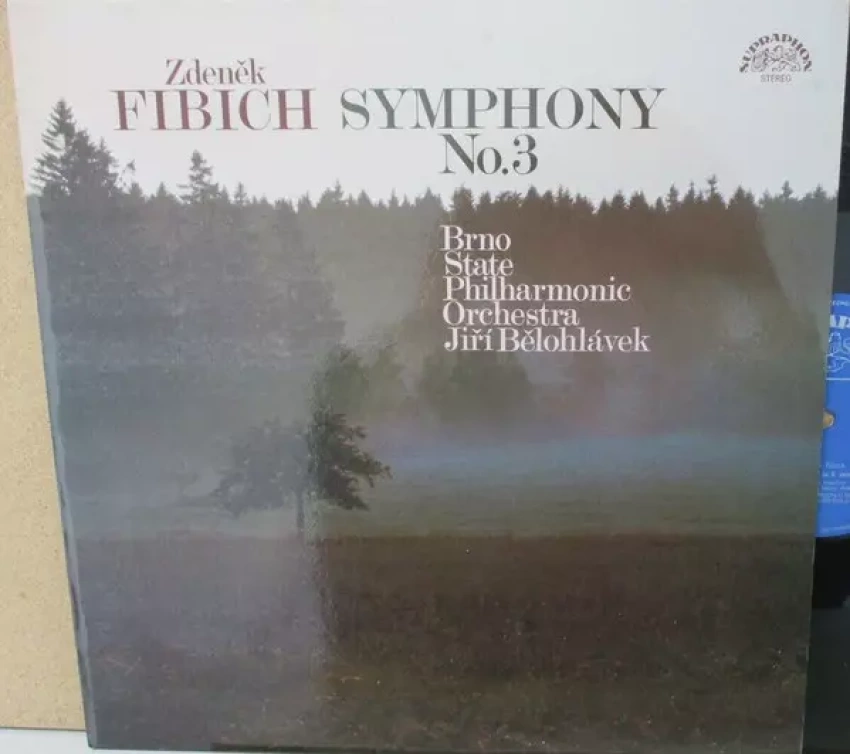 Zdeněk
FIBICH SYMPHONY
No.3
SUPRAPHON
STEREO
Brno
State
Philharmonic
Orchestra
Jiří Bělohlávek